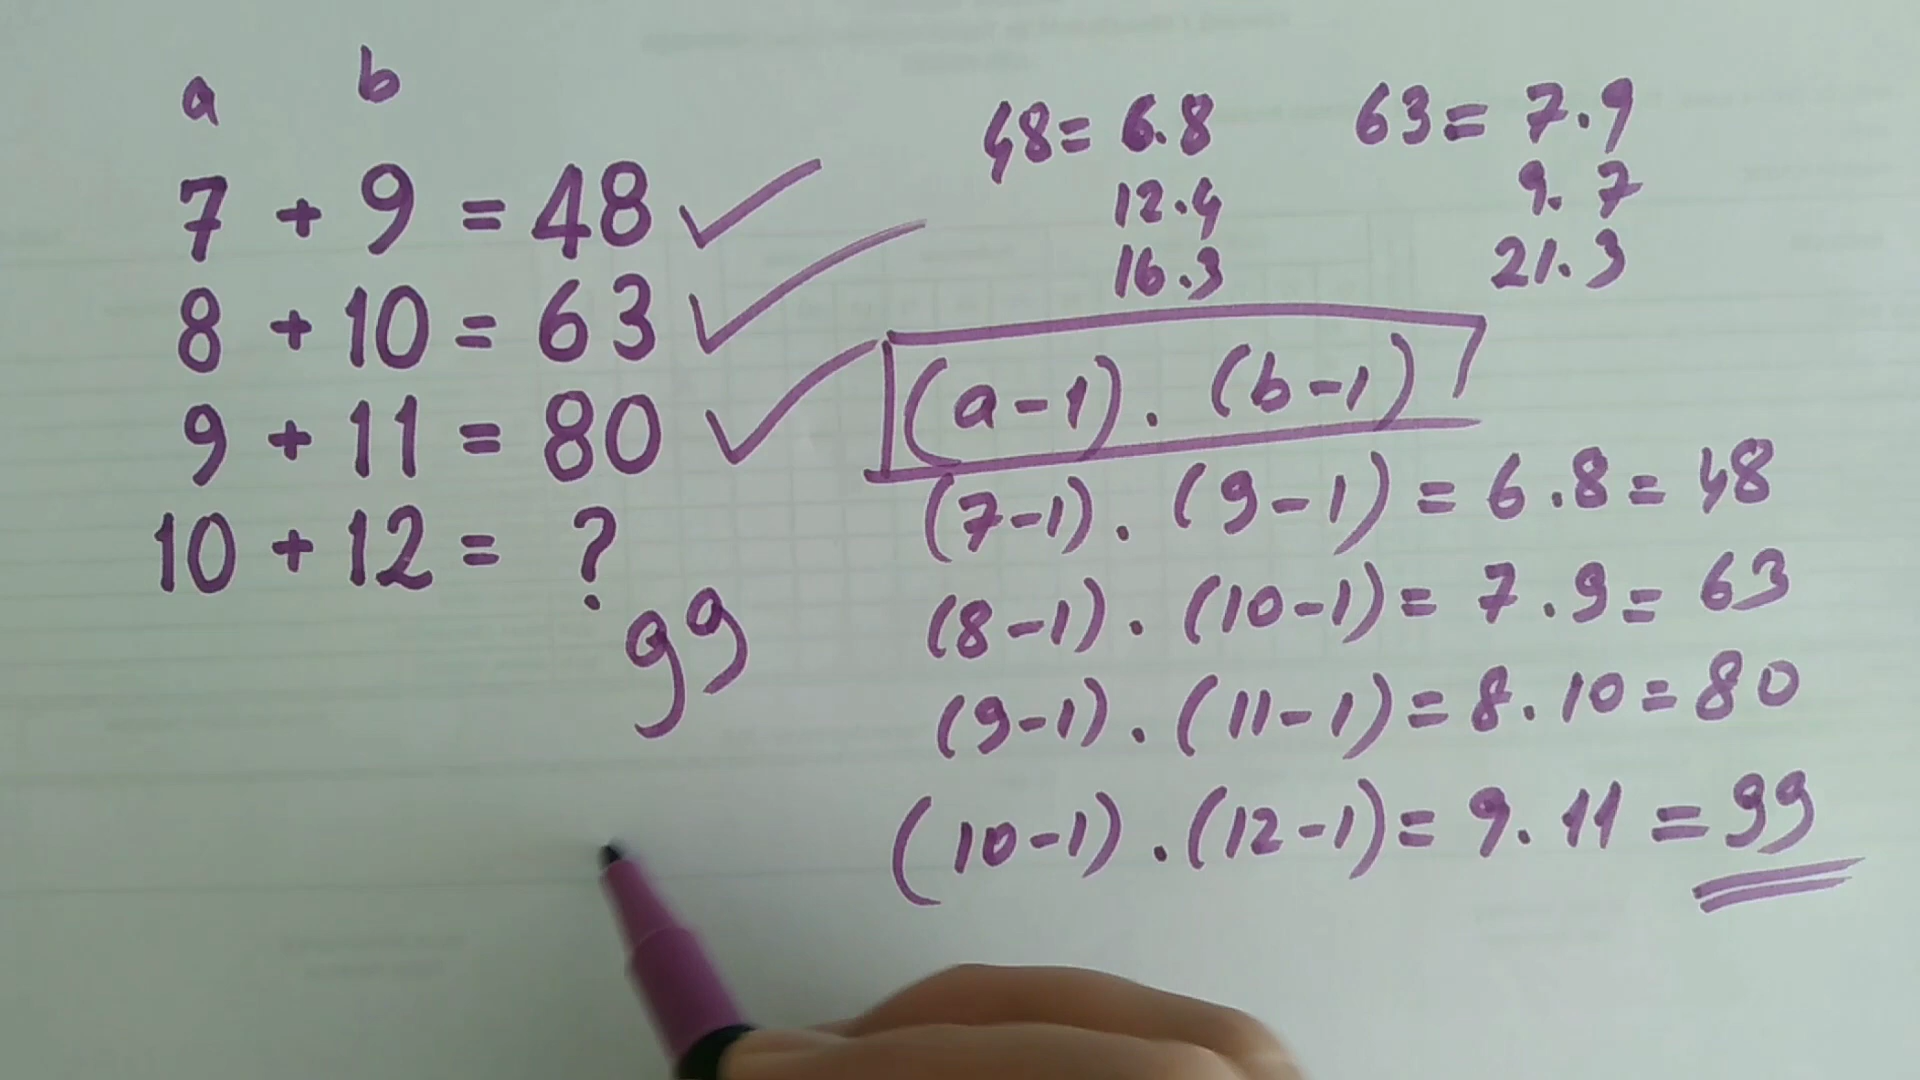 a b
7 + 9 = 48
8 + 10 = 63
9 + 11 = 80
10 + 12 = ?
99
48 = 6.8
12.4
16.3
63 = 7.9
9.7
21.3
(a-1).(b-1)
(7-1).(9-1) = 6.8 = 48
(8-1).(10-1) = 7.9 = 63
(9-1).(11-1) = 8.10 = 80
(10-1).(12-1) = 9.11 = 99